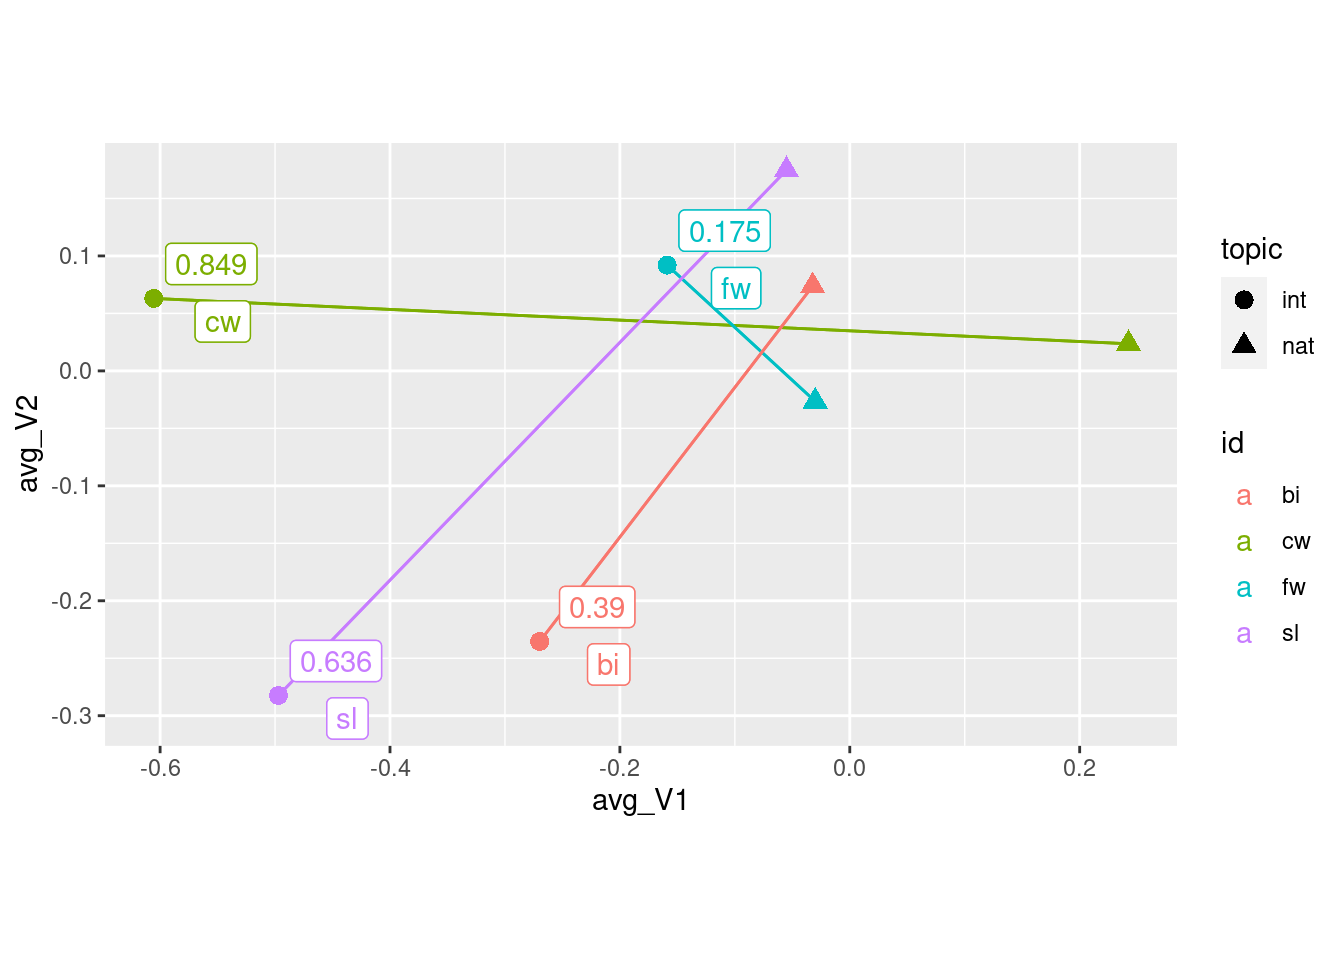 0.175
0.849
fw
cw
0.39
0.636
bi
sl
0.1
0.0
-0.1
-0.2
-0.3
avg_V2
-0.6
-0.4
-0.2
0.0
0.2
avg_V1
topic
int
nat
id
a bi
a cw
a fw
a sl